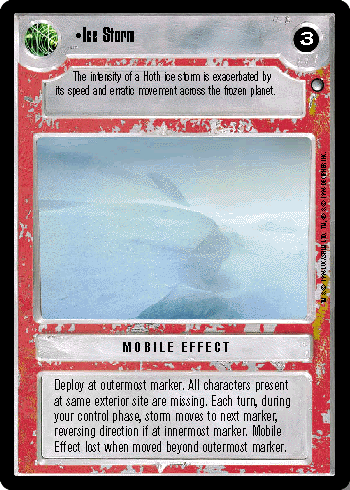 •Ice Storm
3
The intensity of a Hoth ice storm is exacerbated by
its speed and erratic movement across the frozen planet.
MOBILE EFFECT
Deploy at outermost marker. All characters present
at same exterior site are missing. Each turn, during
your control phase, storm moves to next marker,
reversing direction if at innermost marker. Mobile
Effect lost when moved beyond outermost marker.